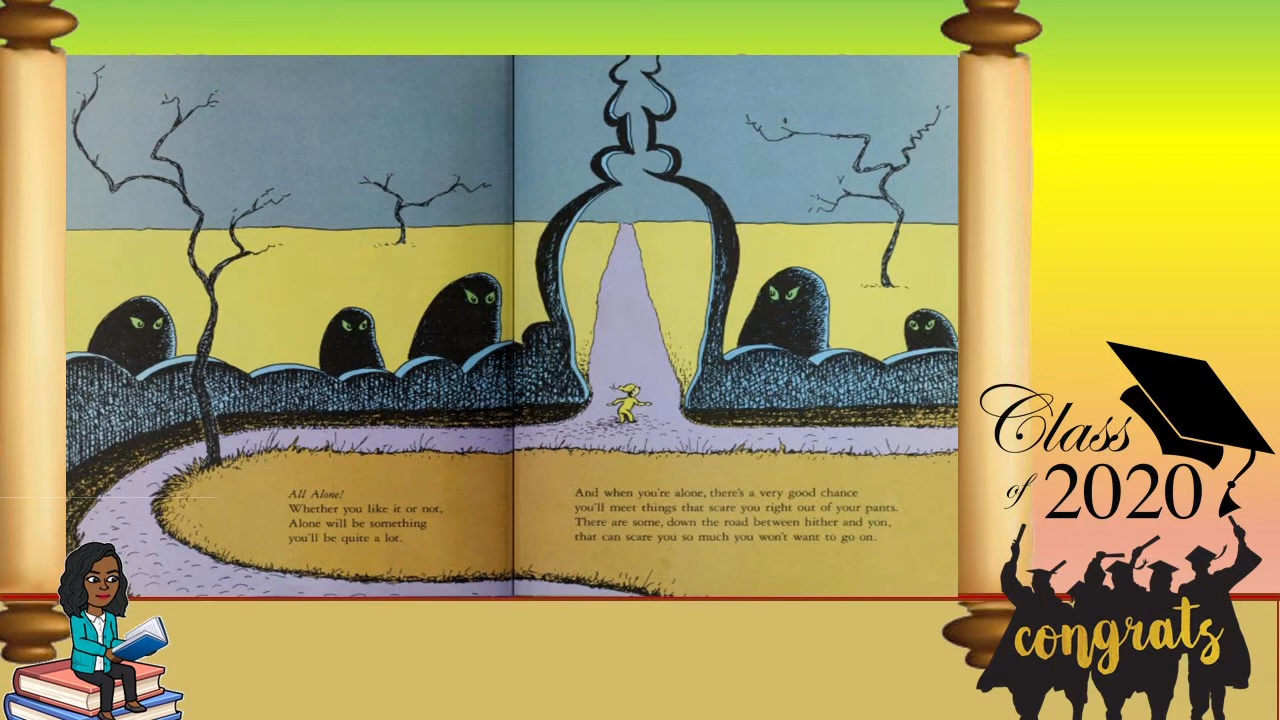 All Alone!
Whether you like it or not,
Alone will be something
you'll be quite a lot.
And when you're alone, there's a very good chance
you'll meet things that scare you right out of your pants.
There are some, down the road between hither and yon,
that can scare you so much you won't want to go on.
Class
of 2020
congrats